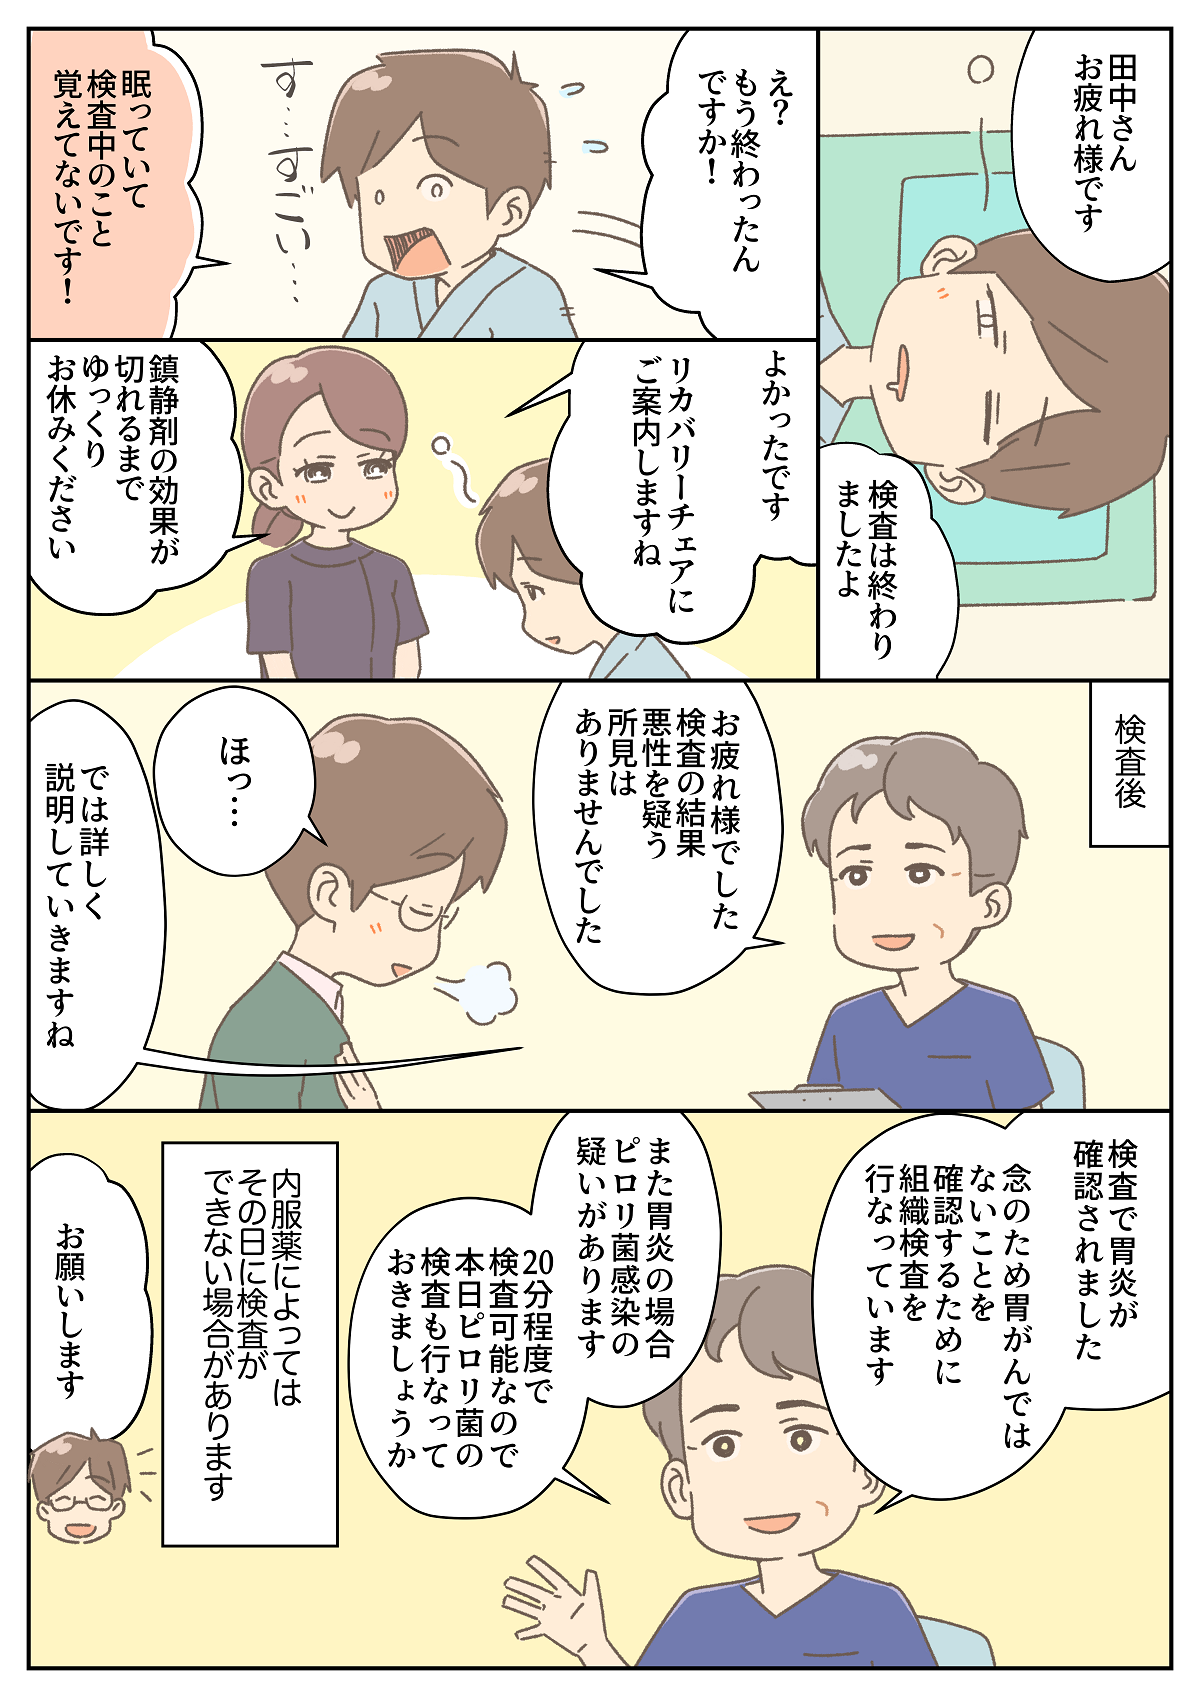 田中さん
お疲れ様です
検査は終わり
ましたよ
え?
もう終わったん
ですか!
す…すごい…
眠っていて
検査中のこと
覚えてないです!
よかったです
リカバリーチェアに
ご案内しますね
鎮静剤の効果が
切れるまで
ゆっくり
お休みください
検査後
お疲れ様でした
検査の結果
悪性を疑う
所見は
ありませんでした
ほっ…
では詳しく
説明していきますね
検査で胃炎が
確認されました
念のため胃がんでは
ないことを
確認するために
組織検査を
行なっています
また胃炎の場合
ピロリ菌感染の
疑いがあります
20分程度で
検査可能なので
本日ピロリ菌の
検査も行なって
おきましょうか
内服薬によっては
その日に検査が
できない場合があります
お願いします